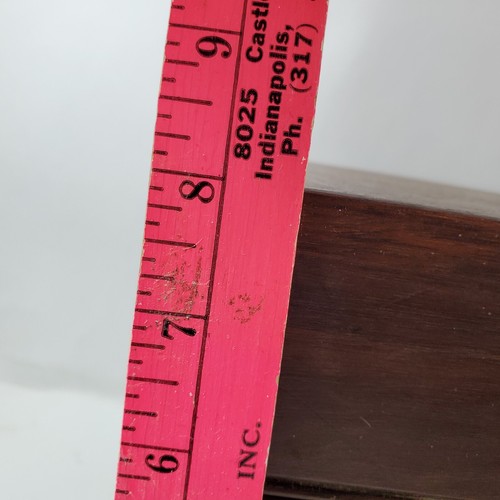 8025 Castl
Indianapolis,
Ph. (317)
INC.
9
8
7
6